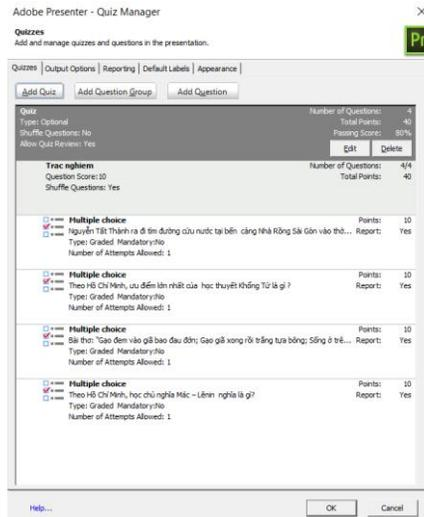 Adobe Presenter - Quiz Manager
Quizzes
Add and manage quizzes and questions in the presentation.
Pr
Quizzes Output Options Reporting Default Labels Appearance
Add Quiz Add Question Group Add Question
Quiz Number of Questions: 4
Type: Optional Total Points: 40
Shuffle Questions: No Passing Score: 80%
Allow Quiz Review: Yes Edit Delete
Trac nghiem Number of Questions: 4/4
Question Score:10 Total Points: 40
Shuffle Questions: Yes
Multiple choice Points: 10
Nguyễn Tất Thành ra đi tìm đường cứu nước tại bến cảng Nhà Rồng Sài Gòn vào thờ... Report: Yes
Type: Graded Mandatory:No
Number of Attempts Allowed: 1
Multiple choice Points: 10
Theo Hồ Chí Minh, ưu điểm lớn nhất của học thuyết Khổng Tử là gì ? Report: Yes
Type: Graded Mandatory:No
Number of Attempts Allowed: 1
Multiple choice Points: 10
Bài thơ: "Gạo đem vào giã bao đau đớn; Gạo giã xong rồi trắng tựa bông; Sống ở trê... Report: Yes
Type: Graded Mandatory:No
Number of Attempts Allowed: 1
Multiple choice Points: 10
Theo Hồ Chí Minh, học chủ nghĩa Mác – Lênin nghĩa là gì? Report: Yes
Type: Graded Mandatory:No
Number of Attempts Allowed: 1
Help... OK Cancel